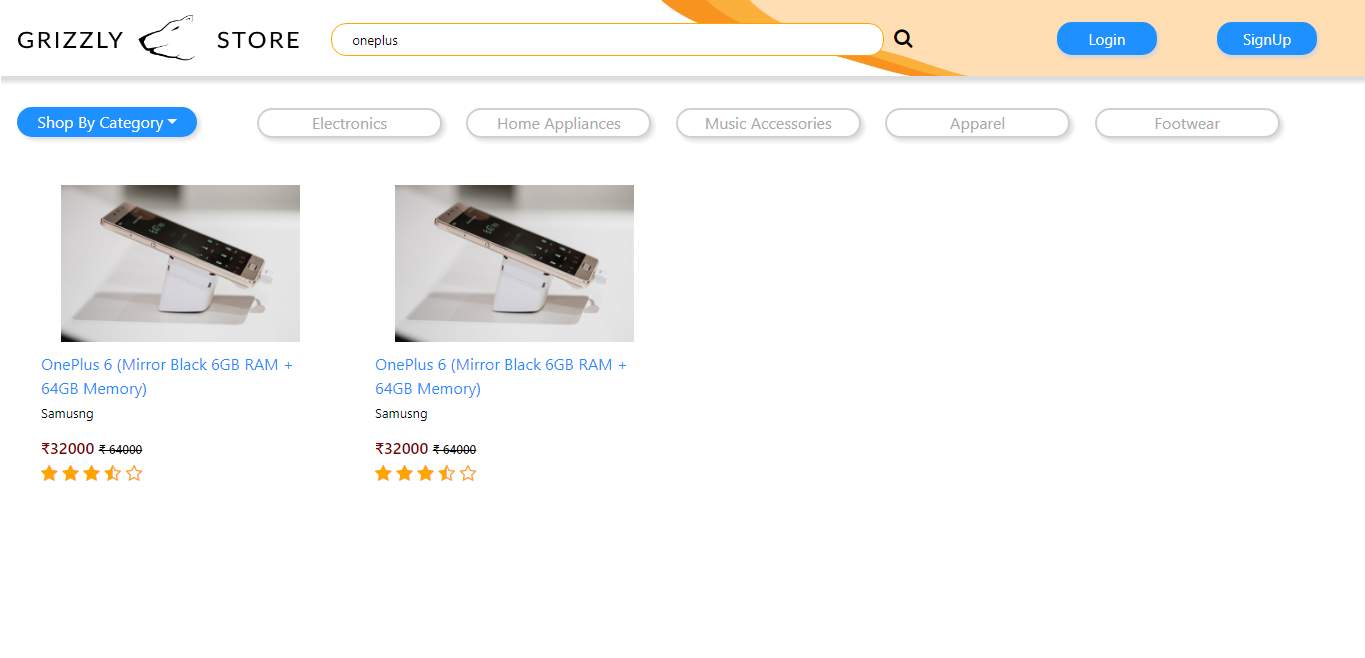 GRIZZLY STORE
oneplus
Login
SignUp
Shop By Category
Electronics
Home Appliances
Music Accessories
Apparel
Footwear
OnePlus 6 (Mirror Black 6GB RAM +
64GB Memory)
Samusng
₹32000 ₹ 64000
OnePlus 6 (Mirror Black 6GB RAM +
64GB Memory)
Samusng
₹32000 ₹ 64000